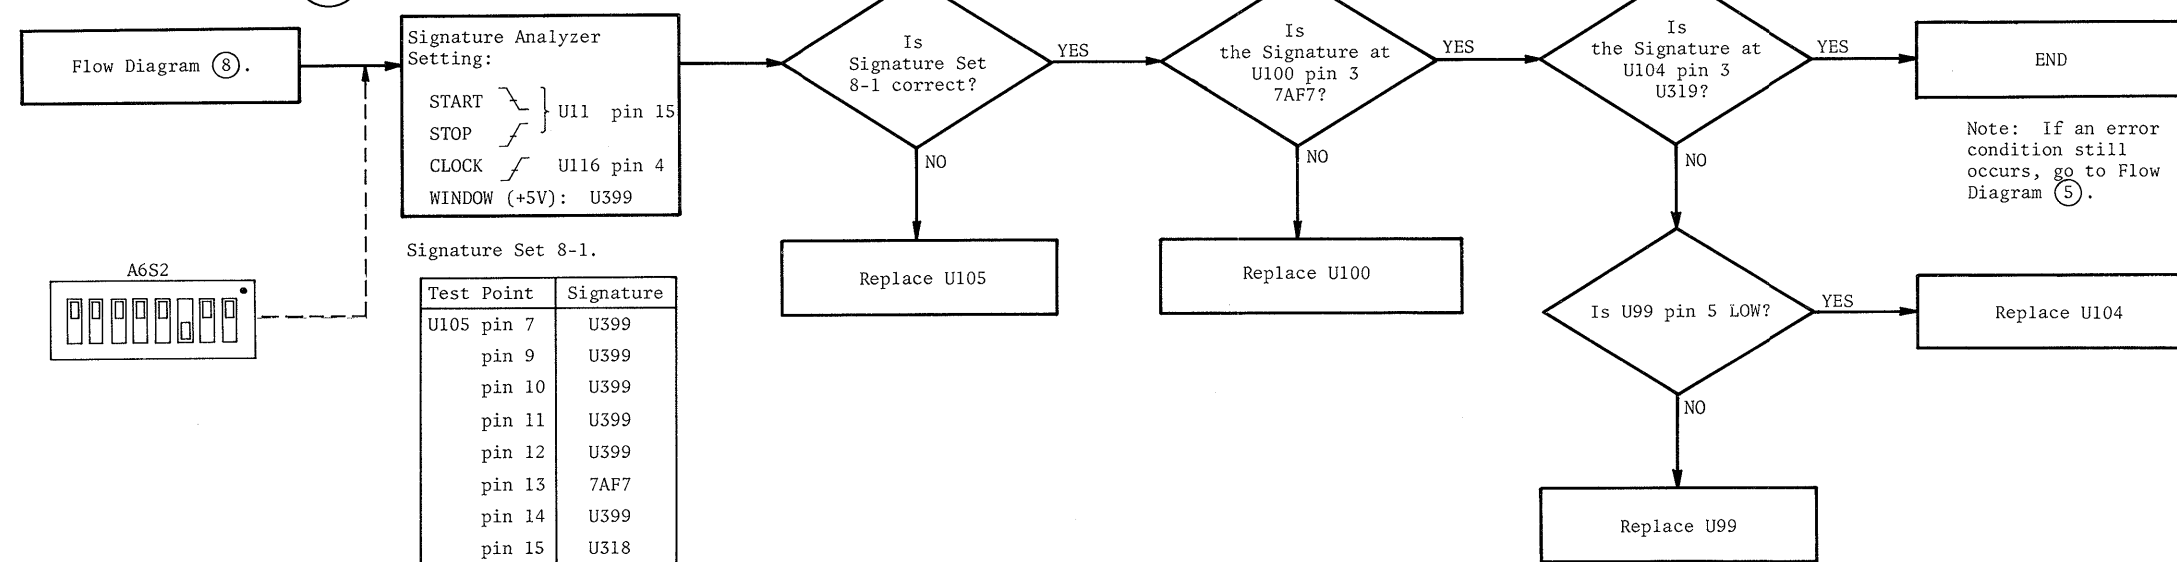 Flow Diagram 8.
Signature Analyzer
Setting:
START
STOP
U11 pin 15
CLOCK U116 pin 4
WINDOW (+5V): U399
Is
Signature Set
8-1 correct?
YES
NO
Replace U105
Is
the Signature at
U100 pin 3
7AF7?
YES
NO
Replace U100
Is
the Signature at
U104 pin 3
U319?
YES
NO
END
Note: If an error
condition still
occurs, go to Flow
Diagram 5.
Is U99 pin 5 LOW?
YES
NO
Replace U104
Replace U99
A6S2
Signature Set 8-1.
Test Point Signature
U105 pin 7 U399
pin 9 U399
pin 10 U399
pin 11 U399
pin 12 U399
pin 13 7AF7
pin 14 U399
pin 15 U318